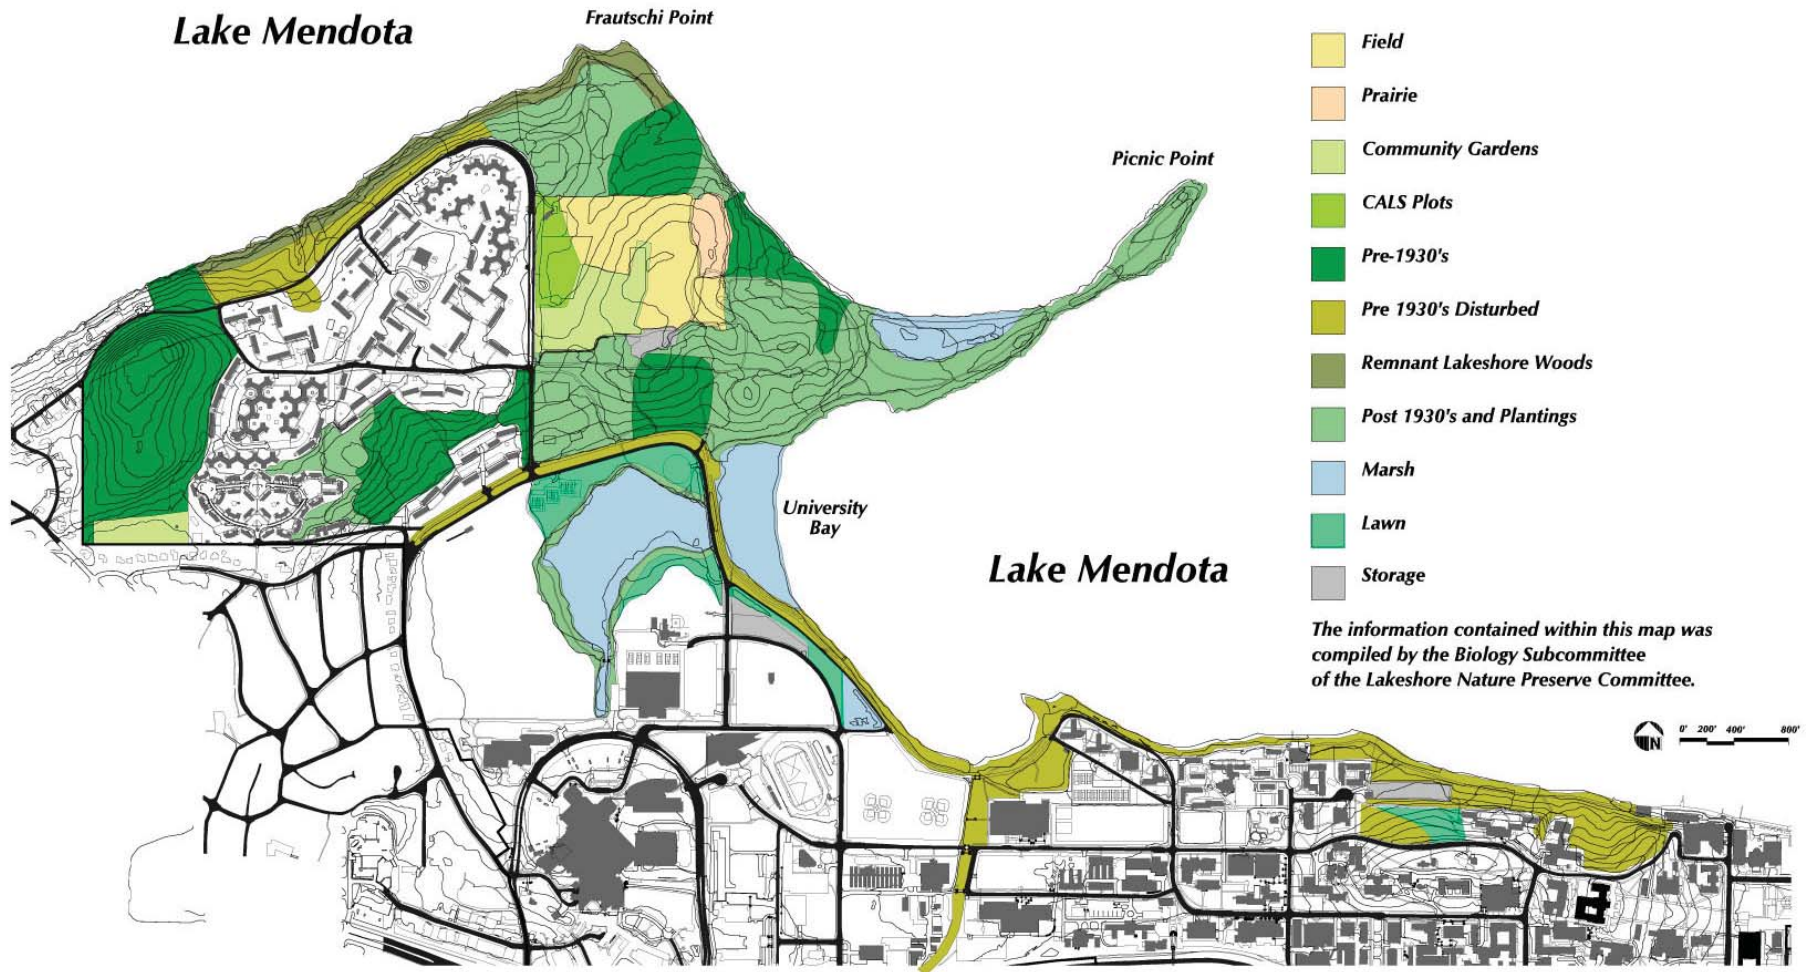 Lake Mendota
Frautschi Point
Picnic Point
University
Bay
Lake Mendota
Field
Prairie
Community Gardens
CALS Plots
Pre-1930's
Pre 1930's Disturbed
Remnant Lakeshore Woods
Post 1930's and Plantings
Marsh
Lawn
Storage
The information contained within this map was
compiled by the Biology Subcommittee
of the Lakeshore Nature Preserve Committee.
N
0' 200' 400' 800'